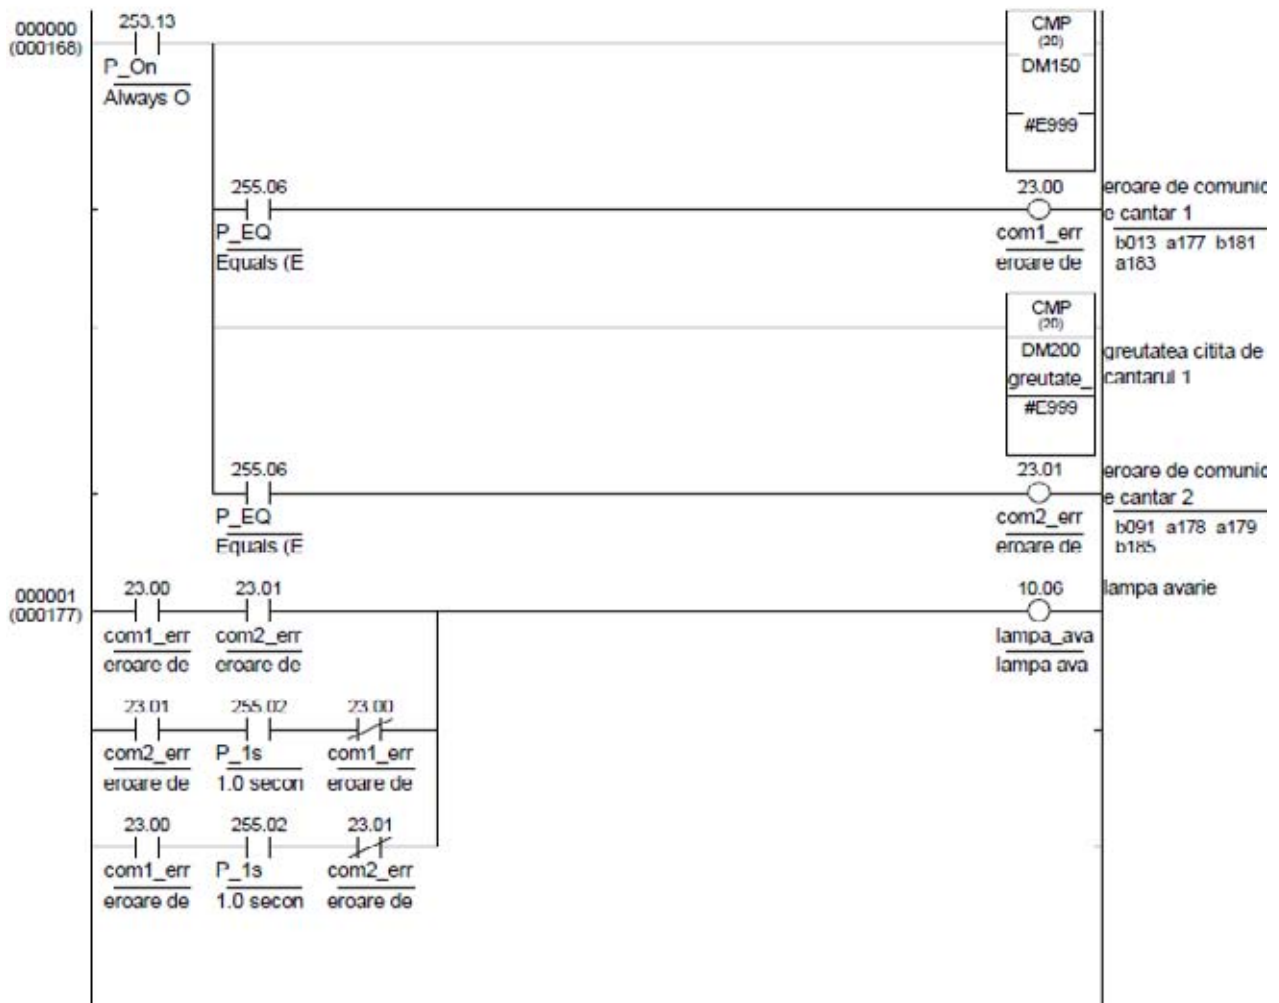 000000
(000168)
253.13
P_On
Always O
CMP
(20)
DM150
#E999
255.06
P_EQ
Equals (E
23.00
com1_err
eroare de
eroare de comunic
e cantar 1
b013 a177 b181
a183
CMP
(20)
DM200
greutate_
#E999
greutatea citita de
cantarul 1
255.06
P_EQ
Equals (E
23.01
com2_err
eroare de
eroare de comunic
e cantar 2
b091 a178 a179
b185
000001
(000177)
23.00 23.01
com1_err com2_err
eroare de eroare de
10.06
lampa_ava
lampa ava
lampa avarie
23.01 255.02 23.00
com2_err P_1s com1_err
eroare de 1.0 secon eroare de
23.00 255.02 23.01
com1_err P_1s com2_err
eroare de 1.0 secon eroare de